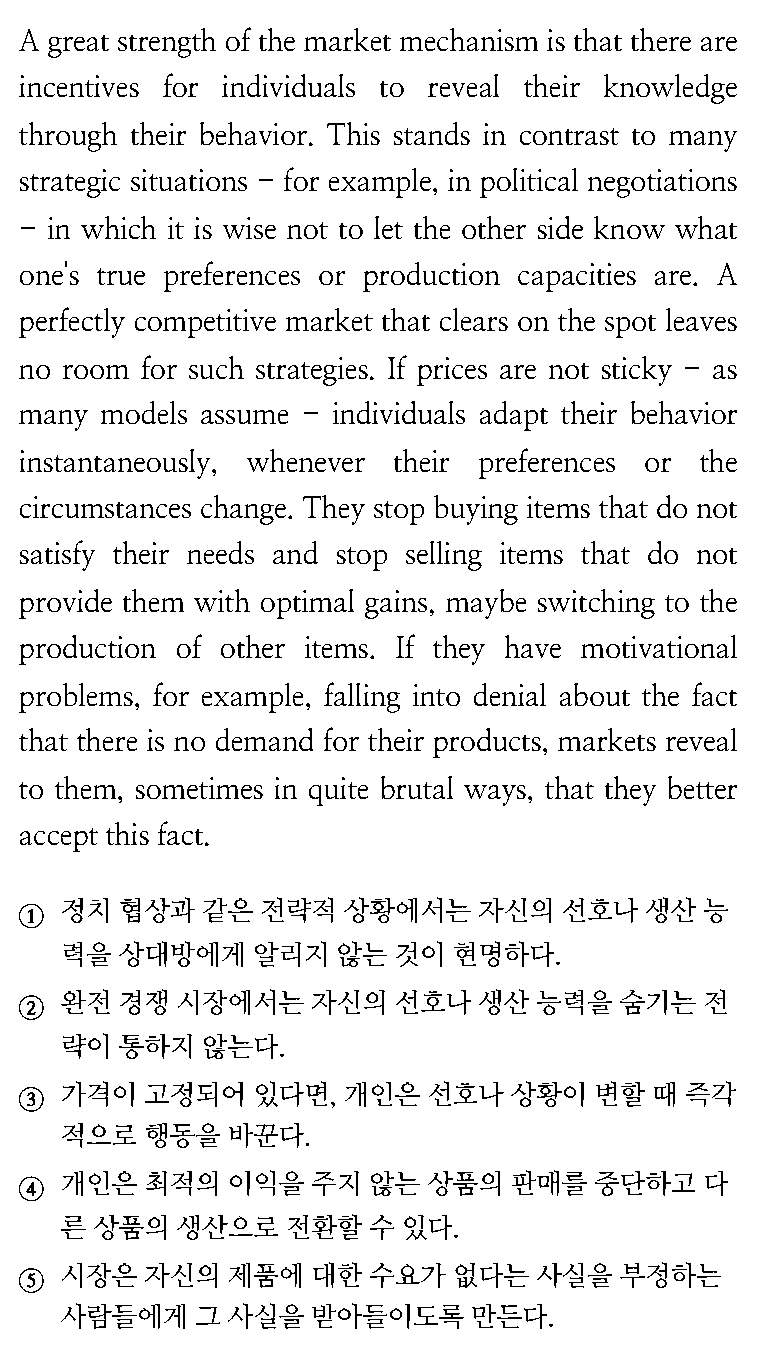 A great strength of the market mechanism is that there are
incentives for individuals to reveal their knowledge
through their behavior. This stands in contrast to many
strategic situations – for example, in political negotiations
– in which it is wise not to let the other side know what
one's true preferences or production capacities are. A
perfectly competitive market that clears on the spot leaves
no room for such strategies. If prices are not sticky – as
many models assume – individuals adapt their behavior
instantaneously, whenever their preferences or the
circumstances change. They stop buying items that do not
satisfy their needs and stop selling items that do not
provide them with optimal gains, maybe switching to the
production of other items. If they have motivational
problems, for example, falling into denial about the fact
that there is no demand for their products, markets reveal
to them, sometimes in quite brutal ways, that they better
accept this fact.
① 정치 협상과 같은 전략적 상황에서는 자신의 선호나 생산 능
력을 상대방에게 알리지 않는 것이 현명하다.
② 완전 경쟁 시장에서는 자신의 선호나 생산 능력을 숨기는 전
략이 통하지 않는다.
③ 가격이 고정되어 있다면, 개인은 선호나 상황이 변할 때 즉각
적으로 행동을 바꾼다.
④ 개인은 최적의 이익을 주지 않는 상품의 판매를 중단하고 다
른 상품의 생산으로 전환할 수 있다.
⑤ 시장은 자신의 제품에 대한 수요가 없다는 사실을 부정하는
사람들에게 그 사실을 받아들이도록 만든다.